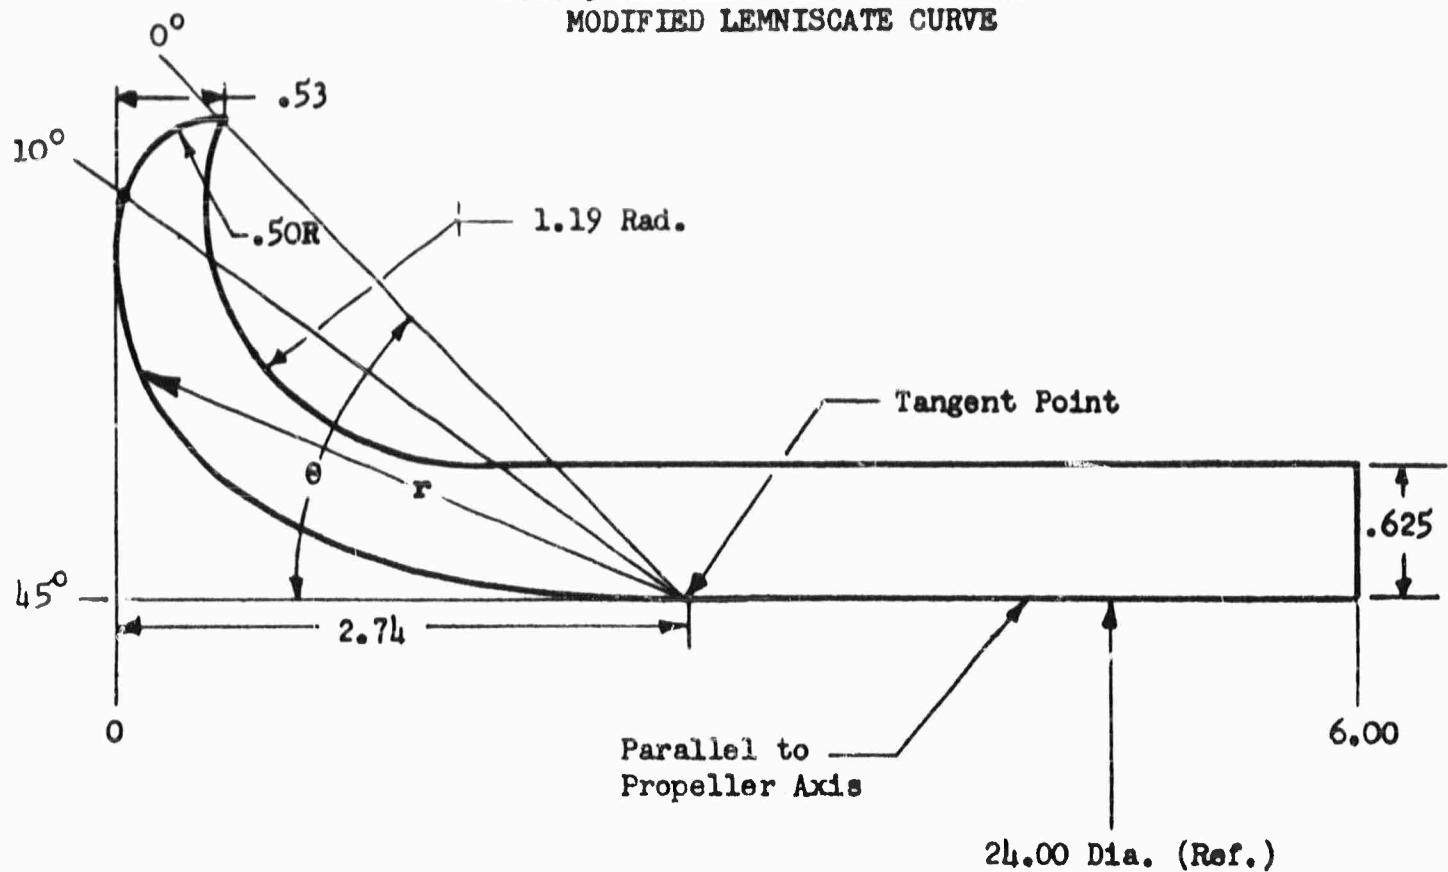 MODIFIED LEMNISCATE CURVE
0°
.53
10°
.50R
1.19 Rad.
Tangent Point
θ
r
.625
45°
2.74
0
6.00
Parallel to
Propeller Axis
24.00 Dia. (Ref.)